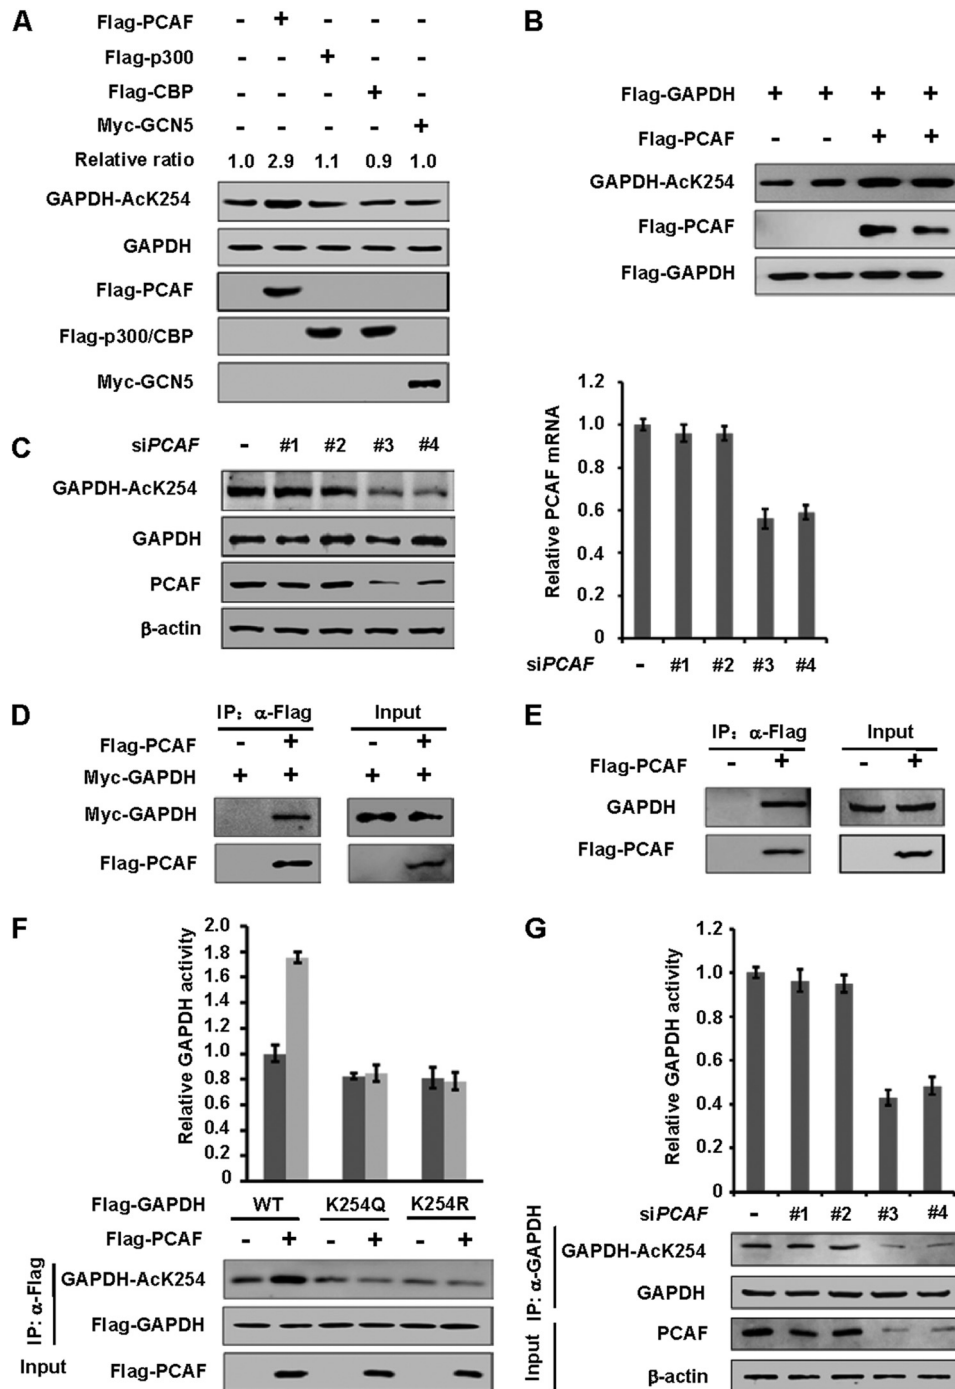 A
Flag-PCAF - + - - -
Flag-p300 - - + - -
Flag-CBP - - - + -
Myc-GCN5 - - - - +
Relative ratio 1.0 2.9 1.1 0.9 1.0
GAPDH-AcK254
GAPDH
Flag-PCAF
Flag-p300/CBP
Myc-GCN5
B
Flag-GAPDH + + + +
Flag-PCAF - - + +
GAPDH-AcK254
Flag-PCAF
Flag-GAPDH
C
siPCAF - #1 #2 #3 #4
GAPDH-AcK254
GAPDH
PCAF
β-actin
Relative PCAF mRNA
1.2
1.0
0.8
0.6
0.4
0.2
0
siPCAF - #1 #2 #3 #4
D
IP: α-Flag Input
Flag-PCAF - + - +
Myc-GAPDH + + + +
Myc-GAPDH
Flag-PCAF
E
IP: α-Flag Input
Flag-PCAF - + - +
GAPDH
Flag-PCAF
F
Relative GAPDH activity
2.0
1.8
1.6
1.4
1.2
1.0
0.8
0.6
0.4
0.2
0
Flag-GAPDH WT K254Q K254R
Flag-PCAF - + - + - +
IP: α-Flag
GAPDH-AcK254
Flag-GAPDH
Input Flag-PCAF
G
Relative GAPDH activity
1.2
1.0
0.8
0.6
0.4
0.2
0
siPCAF - #1 #2 #3 #4
IP: α-GAPDH
GAPDH-AcK254
GAPDH
Input
PCAF
β-actin